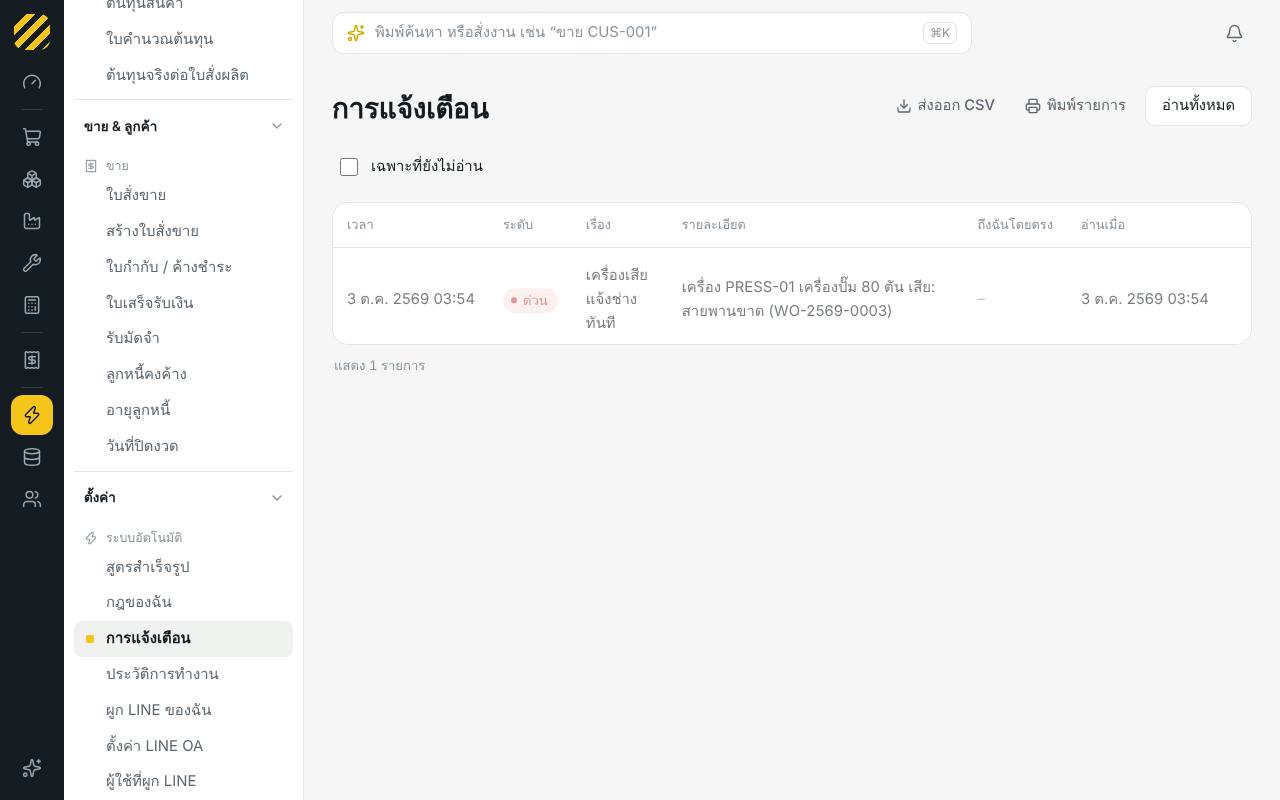 ต้นทุนสินค้า
ใบคำนวณต้นทุน
ต้นทุนจริงต่อใบสั่งผลิต
ขาย & ลูกค้า
ขาย
ใบสั่งขาย
สร้างใบสั่งขาย
ใบกำกับ / ค้างชำระ
ใบเสร็จรับเงิน
รับมัดจำ
ลูกหนี้คงค้าง
อายุลูกหนี้
วันที่ปิดงวด
ตั้งค่า
ระบบอัตโนมัติ
สูตรสำเร็จรูป
กฎของฉัน
การแจ้งเตือน
ประวัติการทำงาน
ผูก LINE ของฉัน
ตั้งค่า LINE OA
ผู้ใช้ที่ผูก LINE
พิมพ์ค้นหา หรือสั่งงาน เช่น “ขาย CUS-001”
⌘K
การแจ้งเตือน
ส่งออก CSV
พิมพ์รายการ
อ่านทั้งหมด
เฉพาะที่ยังไม่อ่าน
เวลา ระดับ เรื่อง รายละเอียด ถึงฉันโดยตรง อ่านเมื่อ
3 ต.ค. 2569 03:54
ด่วน
เครื่องเสีย
แจ้งช่าง
ทันที
เครื่อง PRESS-01 เครื่องปั๊ม 80 ตัน เสีย:
สายพานขาด (WO-2569-0003)
–
3 ต.ค. 2569 03:54
แสดง 1 รายการ